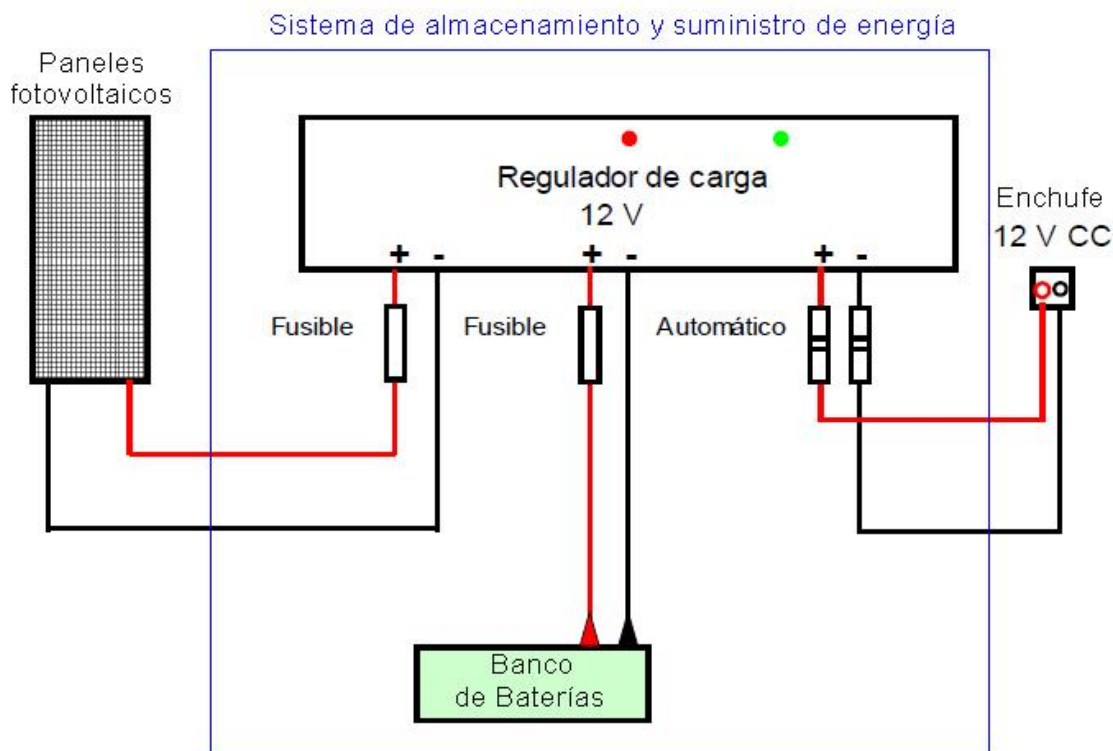 Sistema de almacenamiento y suministro de energía
Paneles
fotovoltaicos
Regulador de carga
12 V
+ - + - + -
Enchufe
12 V CC
Fusible
Fusible
Automático
Banco
de Baterías